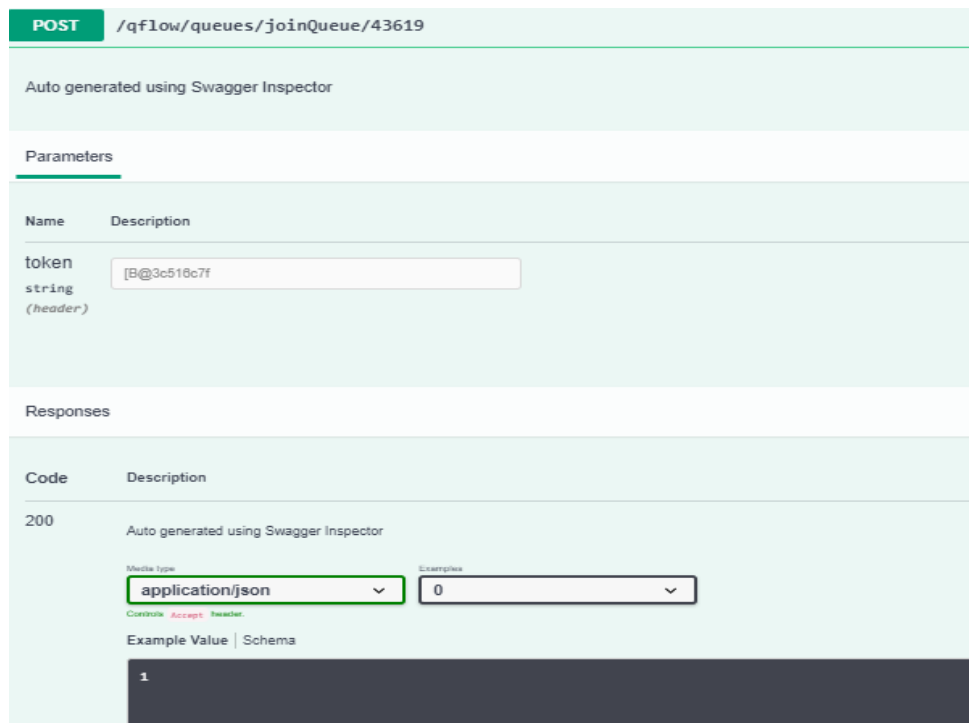 POST /qflow/queues/joinQueue/43619
Auto generated using Swagger Inspector
Parameters
Name Description
token
string
(header)
[B@3c516c7f
Responses
Code Description
200
Auto generated using Swagger Inspector
Media type Examples
application/json 0
Controls Accept header.
Example Value | Schema
1